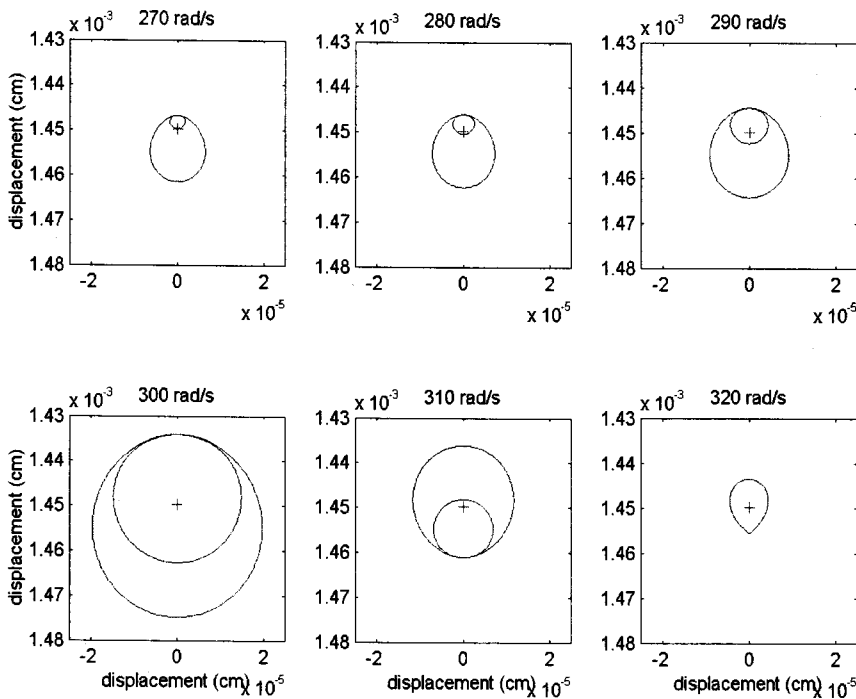 270 rad/s
x 10-3
1.43
1.44
1.45
1.46
1.47
1.48
displacement (cm)
-2 0 2
x 10-5
280 rad/s
x 10-3
1.43
1.44
1.45
1.46
1.47
1.48
-2 0 2
x 10-5
290 rad/s
x 10-3
1.43
1.44
1.45
1.46
1.47
1.48
-2 0 2
x 10-5
300 rad/s
x 10-3
1.43
1.44
1.45
1.46
1.47
1.48
displacement (cm)
-2 0 2
displacement (cm) x 10-5
310 rad/s
x 10-3
1.43
1.44
1.45
1.46
1.47
1.48
-2 0 2
displacement (cm) x 10-5
320 rad/s
x 10-3
1.43
1.44
1.45
1.46
1.47
1.48
-2 0 2
displacement (cm) x 10-5